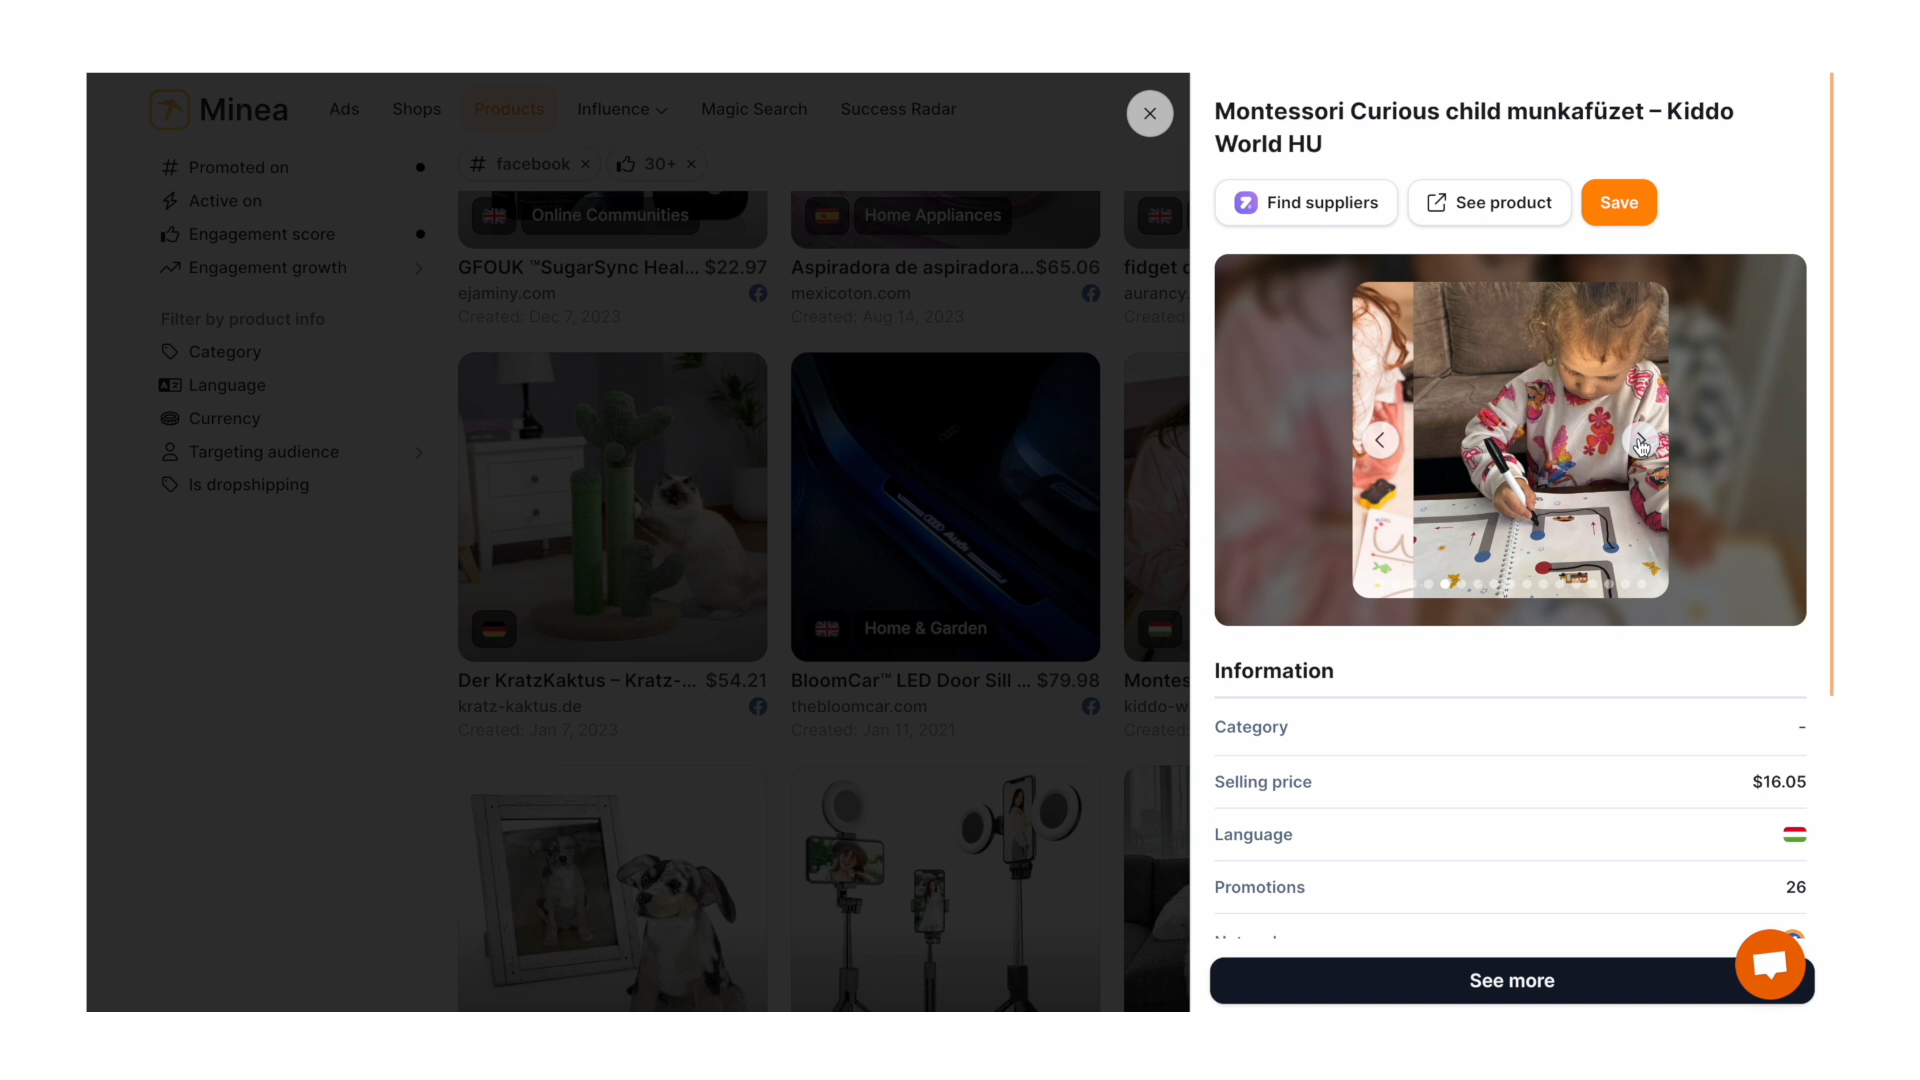 Minea
Ads
Shops
Products
Influence
Magic Search
Success Radar
Promoted on
Active on
Engagement score
Engagement growth
Filter by product info
Category
Language
Currency
Targeting audience
Is dropshipping
facebook
30+
Online Communities
Home Appliances
GFOUK ™SugarSync Heal... $22.97
ejaminy.com
Created: Dec 7, 2023
Aspiradora de aspiradora... $65.06
mexicoton.com
Created: Aug 14, 2023
fidget
aurancy.
Created:
Der KratzKaktus – Kratz-... $54.21
kratz-kaktus.de
Created: Jan 7, 2023
Audi
Home & Garden
BloomCar™ LED Door Sill ... $79.98
thebloomcar.com
Created: Jan 11, 2021
Montes
kiddo-w
Created:
Montessori Curious child munkafüzet – Kiddo
World HU
Find suppliers
See product
Save
Information
Category -
Selling price $16.05
Language
Promotions 26
See more